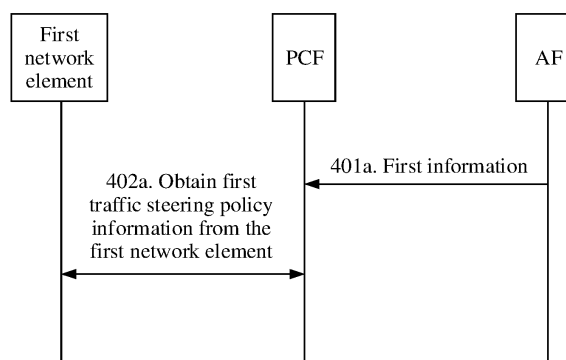 First
network
element
PCF
AF
401a. First information
402a. Obtain first
traffic steering policy
information from the
first network element